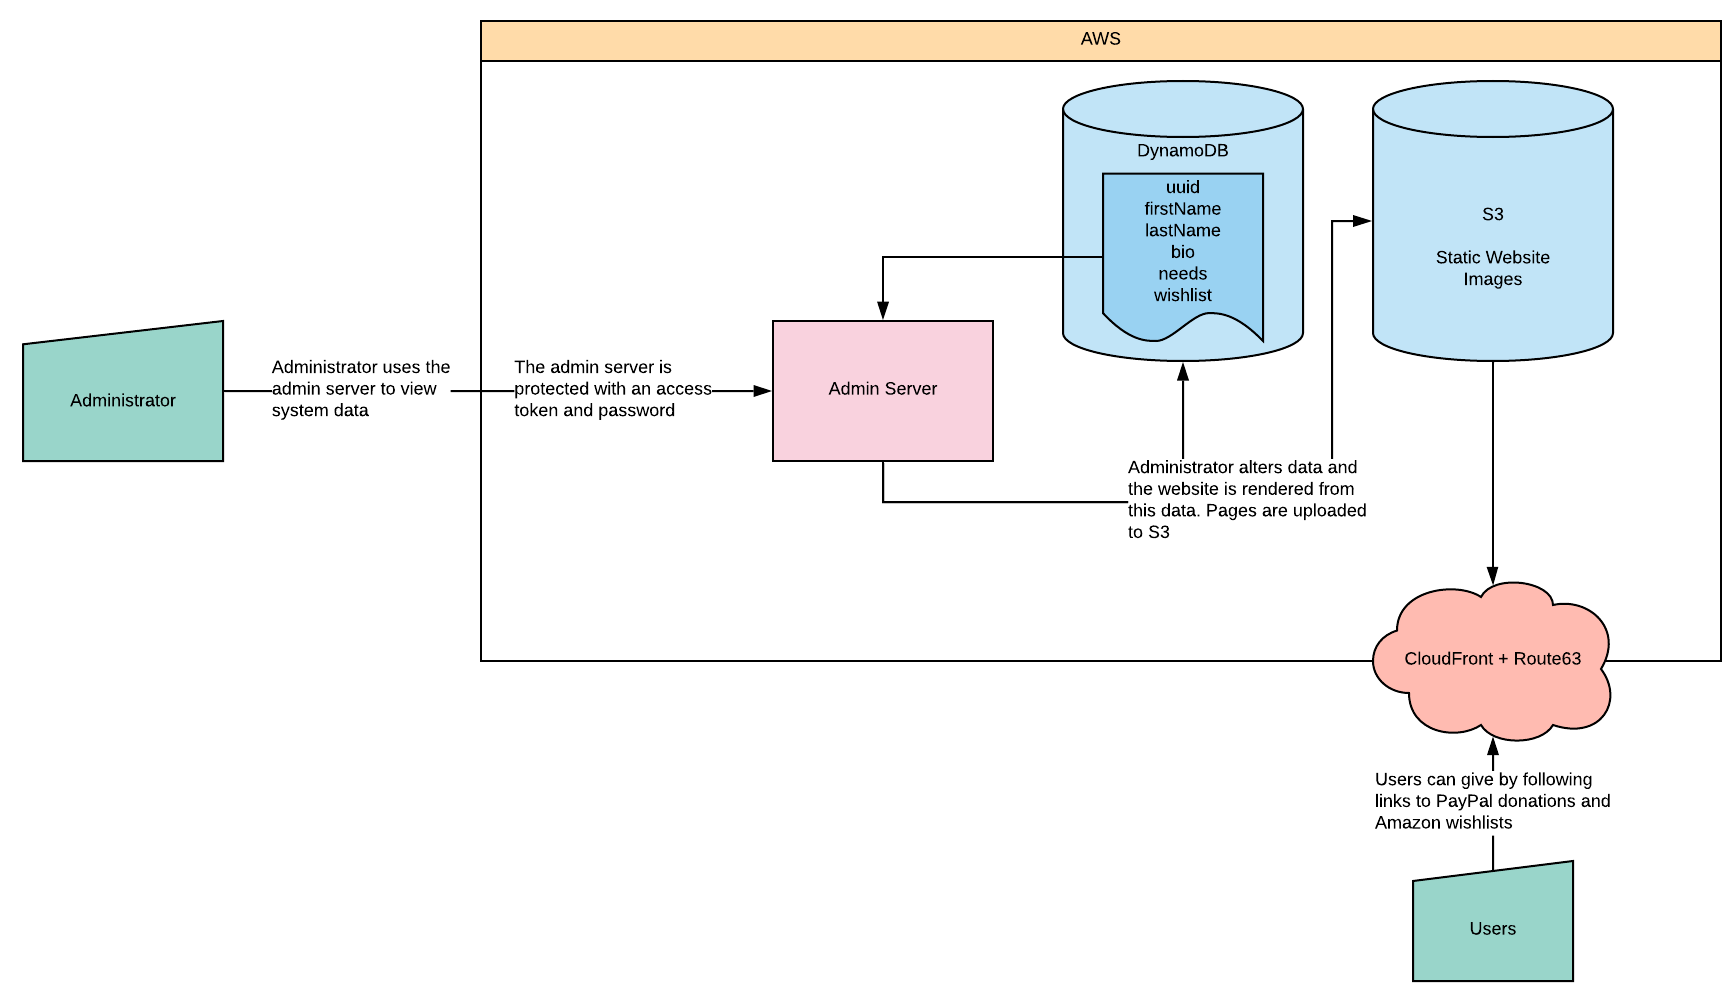 AWS
DynamoDB
uuid
firstName
lastName
bio
needs
wishlist
S3
Static Website
Images
Administrator
Administrator uses the
admin server to view
system data
The admin server is
protected with an access
token and password
Admin Server
Administrator alters data and
the website is rendered from
this data. Pages are uploaded
to S3
CloudFront + Route63
Users can give by following
links to PayPal donations and
Amazon wishlists
Users